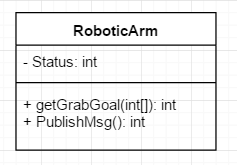 RoboticArm
- Status: int
+ getGrabGoal(int[]): int
+ PublishMsg(): int